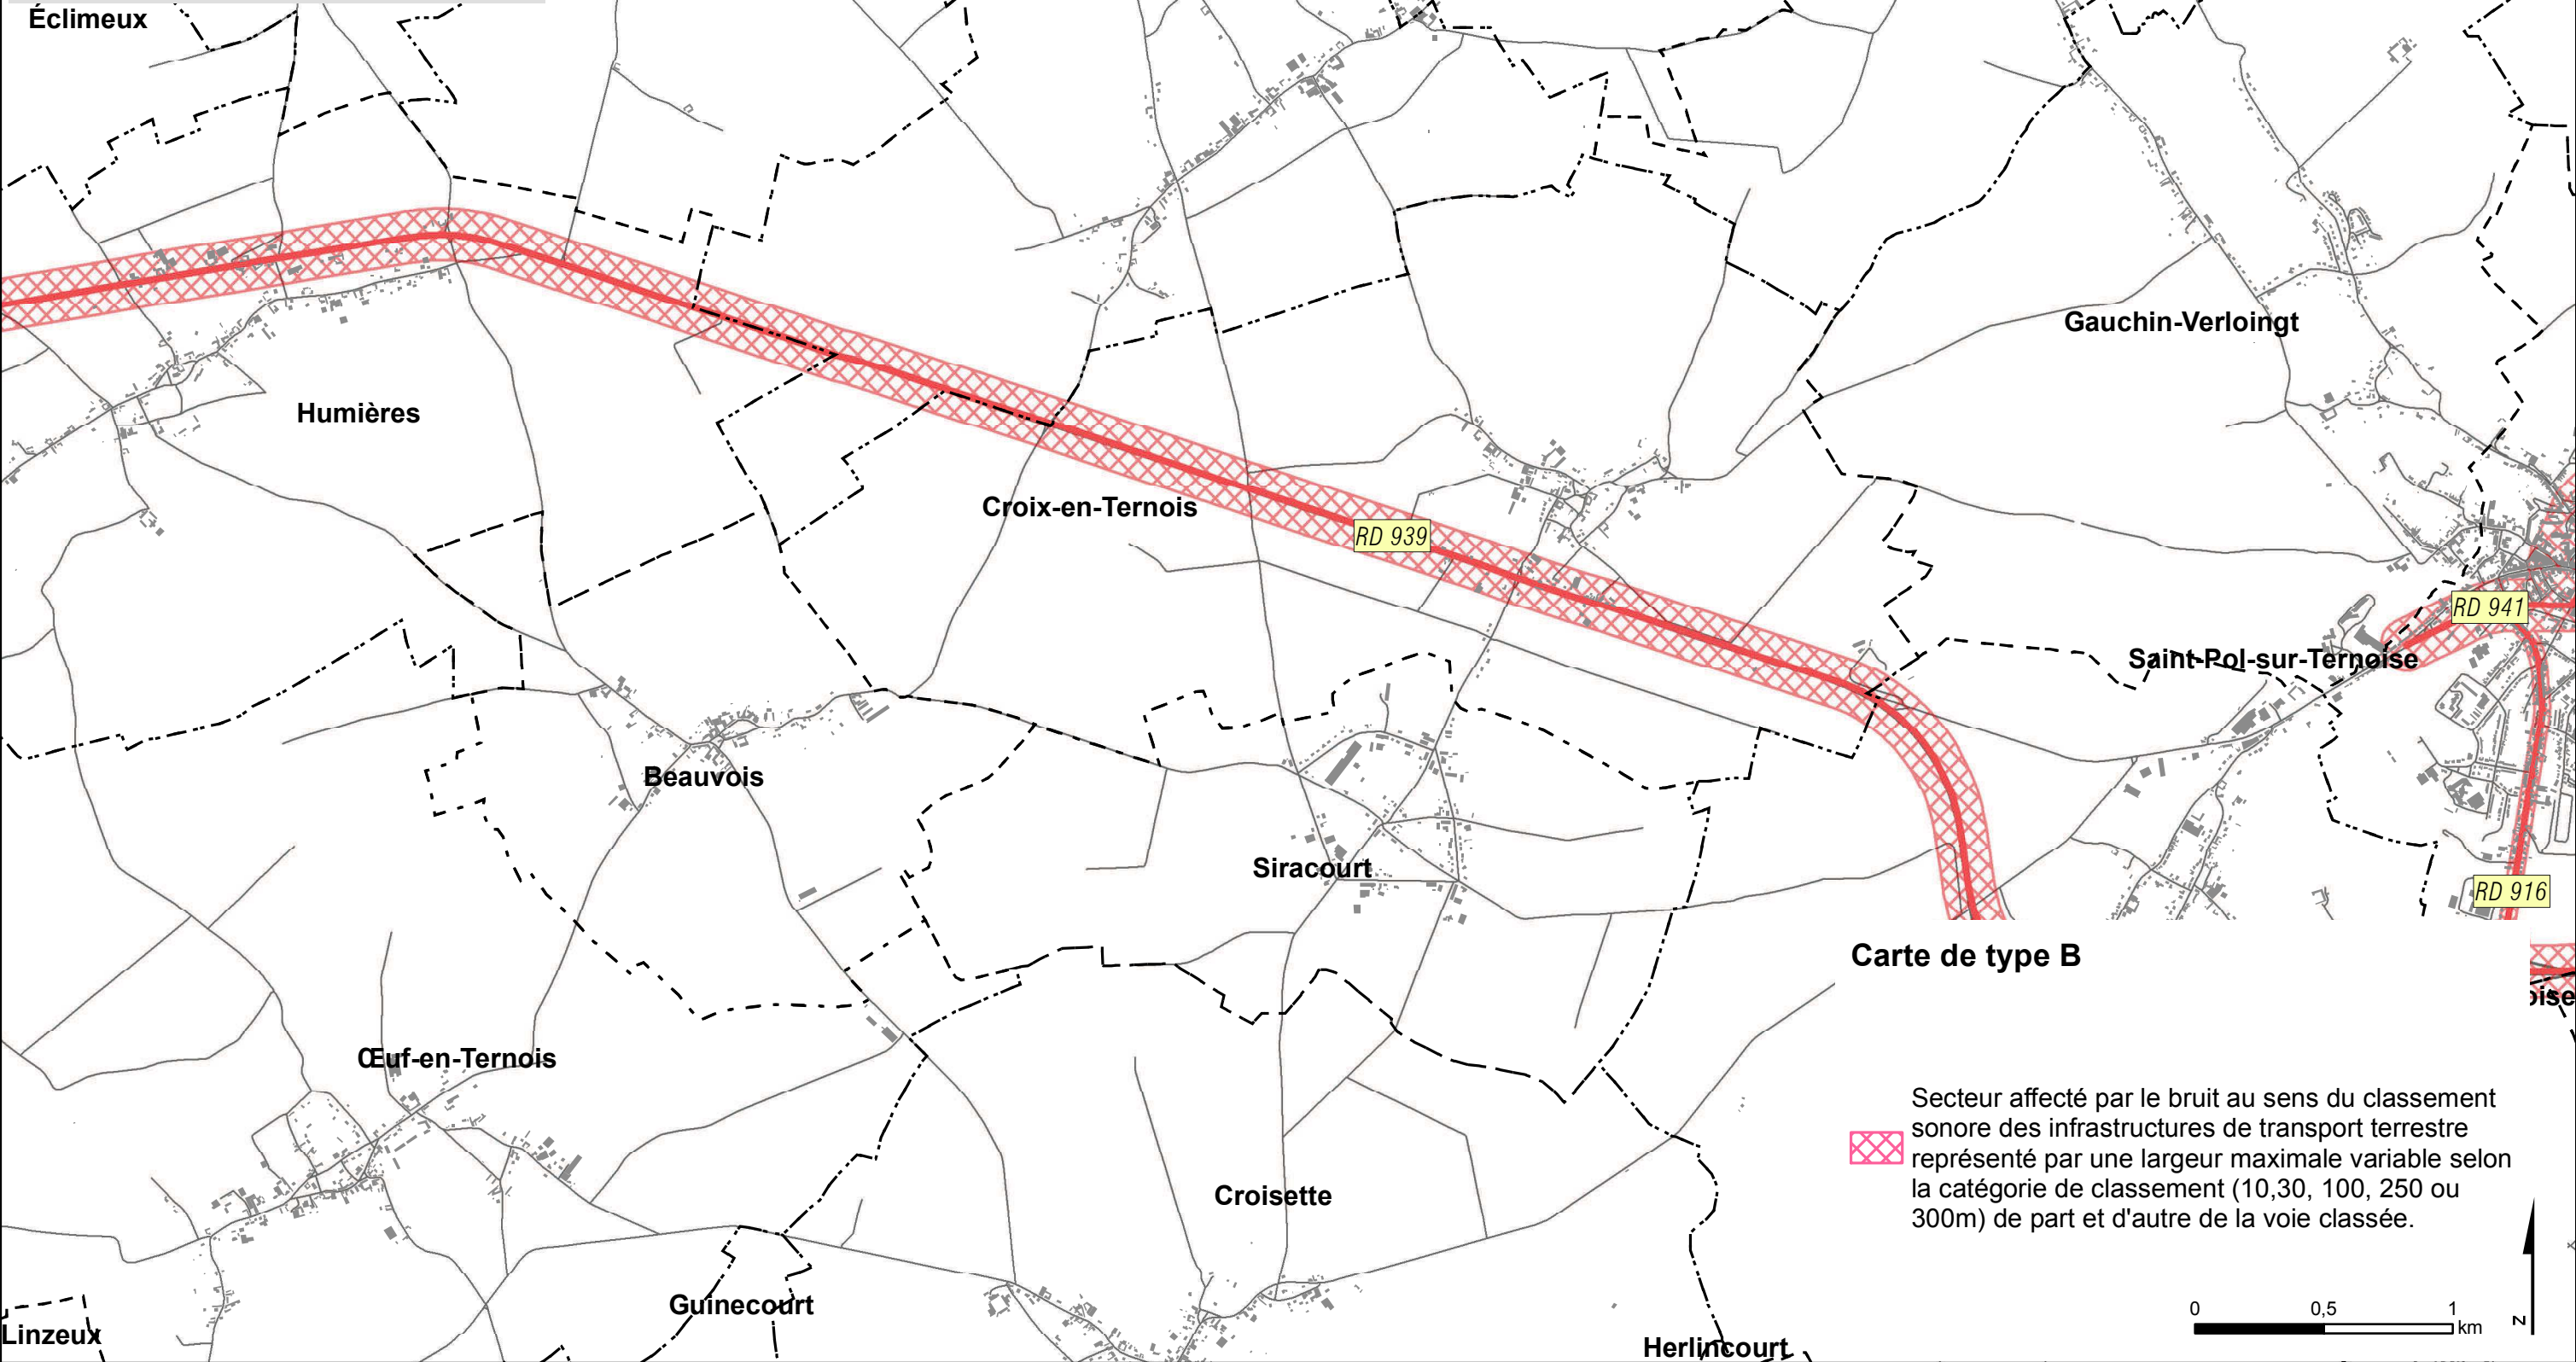 Éclimeux
Gauchin-Verloingt
Humières
Croix-en-Ternois
RD 939
RD 941
Saint-Pol-sur-Ternoise
Beauvois
Siracourt
RD 916
Carte de type B
oise
Œuf-en-Ternois
Secteur affecté par le bruit au sens du classement
sonore des infrastructures de transport terrestre
représenté par une largeur maximale variable selon
la catégorie de classement (10,30, 100, 250 ou
300m) de part et d'autre de la voie classée.
Croisette
Guinecourt
0 0,5 1
km
N
Linzeux
Herlincourt